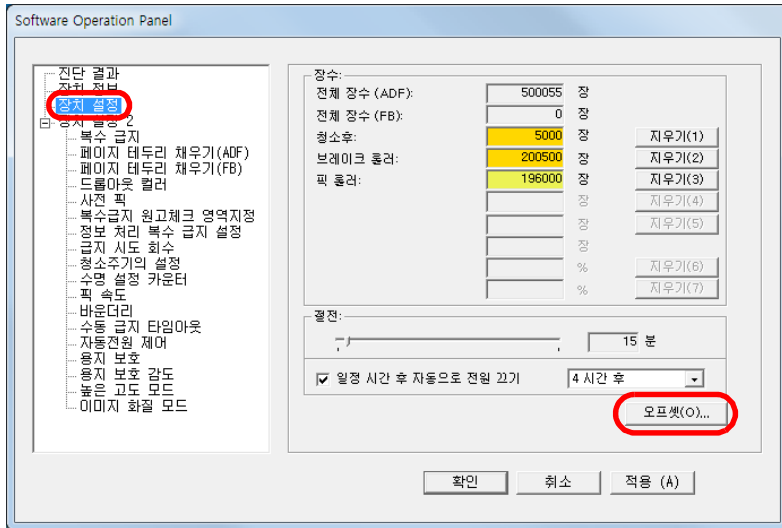 Software Operation Panel
진단 결과
장치 정보
장치 설정
장치 설정 2
복수 급지
페이지 테두리 채우기(ADF)
페이지 테두리 채우기(FB)
드롭아웃 컬러
사전 픽
복수급지 원고체크 영역지정
정보 처리 복수 급지 설정
급지 시도 회수
청소주기의 설정
수명 설정 카운터
픽 속도
바운더리
수동 급지 타임아웃
자동전원 제어
용지 보호
용지 보호 감도
높은 고도 모드
이미지 화질 모드
장수:
전체 장수 (ADF): 500055 장
전체 장수 (FB): 0 장
청소후: 5000 장 지우기(1)
브레이크 롤러: 200500 장 지우기(2)
픽 롤러: 196000 장 지우기(3)
장 지우기(4)
장 지우기(5)
장
% 지우기(6)
% 지우기(7)
절전:
15 분
일정 시간 후 자동으로 전원 끄기 4 시간 후
오프셋(O)...
확인 취소 적용 (A)